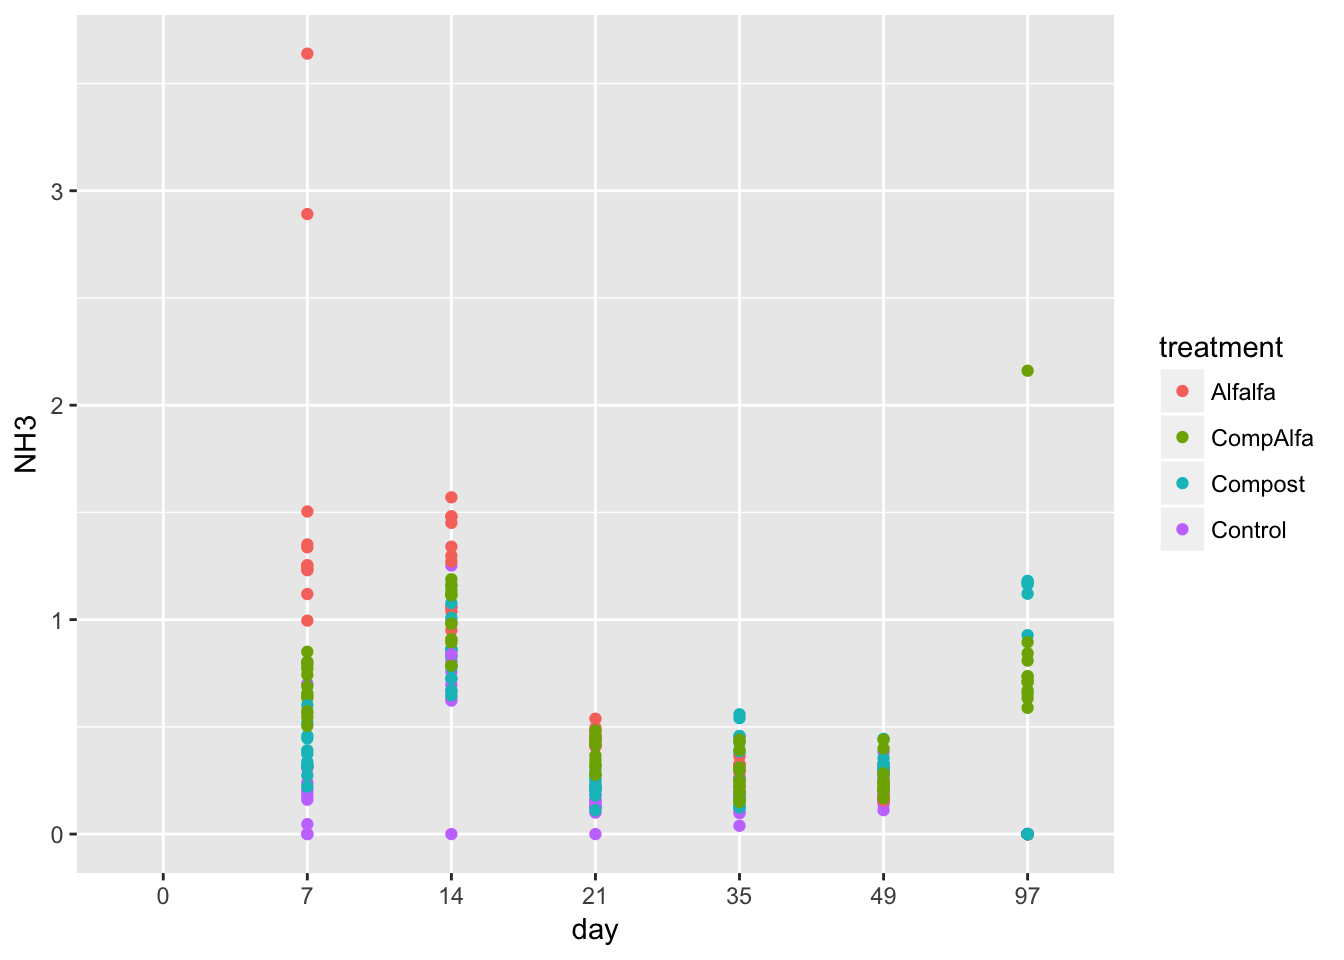 3
2
1
0
NH3
0 7 14 21 35 49 97
day
treatment
Alfalfa
CompAlfa
Compost
Control